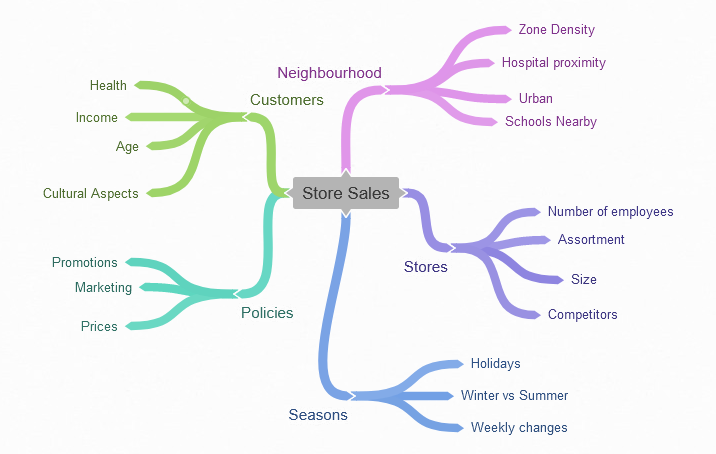 Store Sales
Neighbourhood
Zone Density
Hospital proximity
Urban
Schools Nearby
Customers
Health
Income
Age
Cultural Aspects
Stores
Number of employees
Assortment
Size
Competitors
Policies
Promotions
Marketing
Prices
Seasons
Holidays
Winter vs Summer
Weekly changes